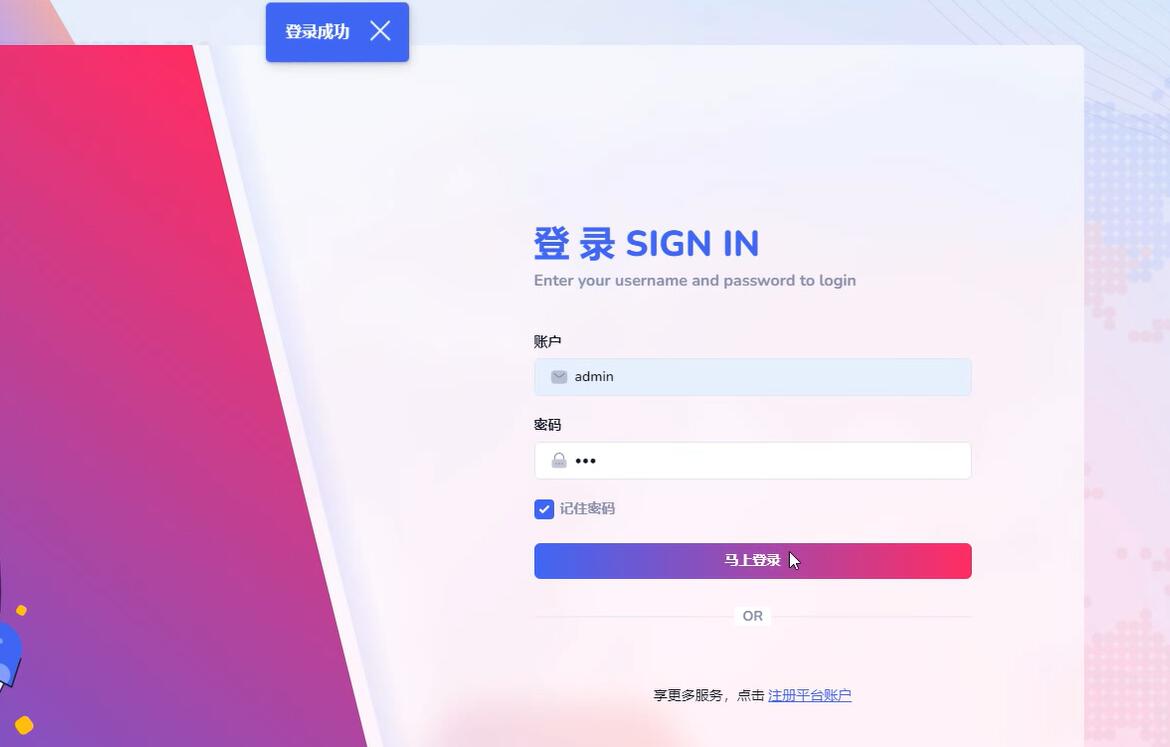 登录成功
登 录 SIGN IN
Enter your username and password to login
账户
admin
密码
•••
记住密码
马上登录
OR
享更多服务，点击 注册平台账户